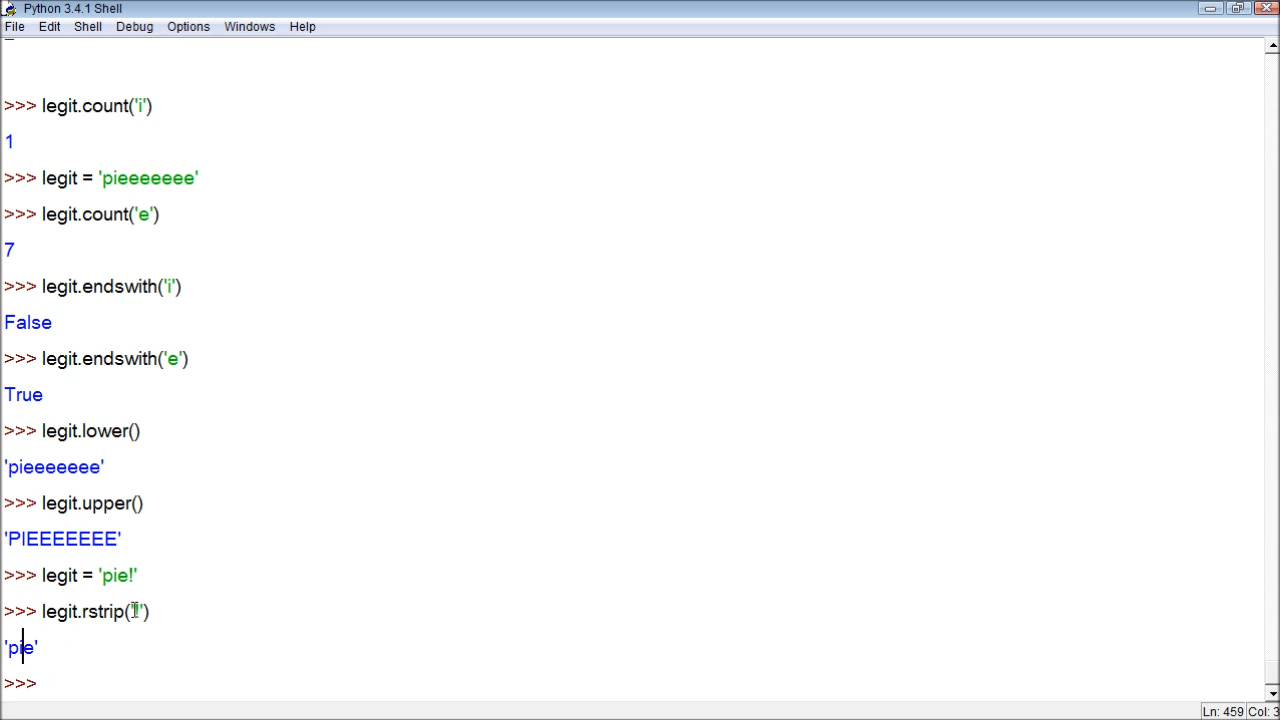 Python 3.4.1 Shell
File Edit Shell Debug Options Windows Help
>>> legit.count('i')
1
>>> legit = 'pieeeeeee'
>>> legit.count('e')
7
>>> legit.endswith('i')
False
>>> legit.endswith('e')
True
>>> legit.lower()
'pieeeeeee'
>>> legit.upper()
'PIEEEEEEE'
>>> legit = 'pie!'
>>> legit.rstrip('!')
'pie'
>>>
Ln: 459 Col: 3